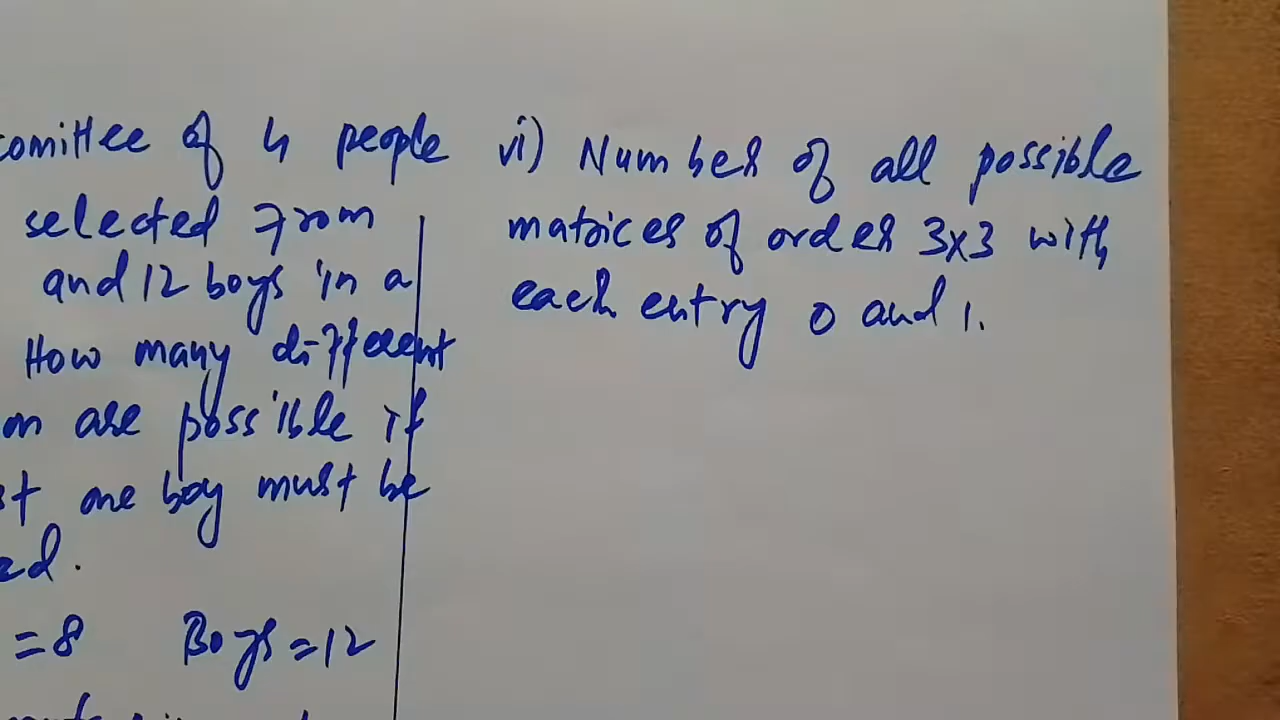 comittee of 4 people
selected from
and 12 boys in a
How many different
are possible if
one boy must be
=8 Boys=12
vi) Number of all possible
matrices of order 3x3 with
each entry 0 and 1.